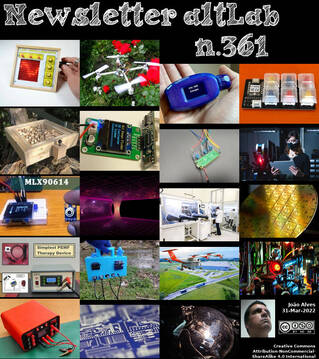 Newsletter altLab
n.361
MLX90614
Simplest PEMF
Therapy Device
João Alves
31-Mar-2022
Creative Commons
Attribution-NonCommercial-
ShareAlike 4.0 International